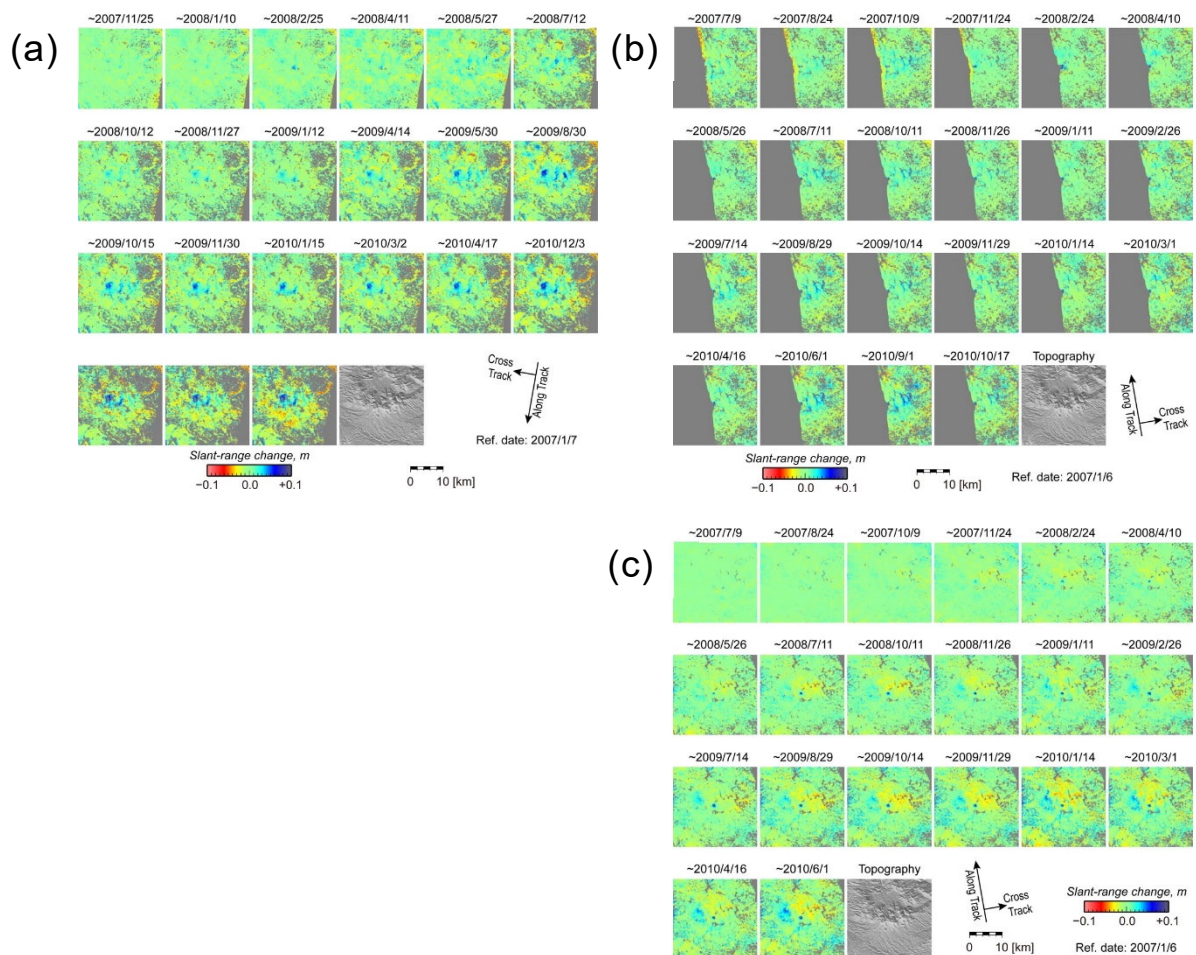 (a)
~2007/11/25 ~2008/1/10 ~2008/2/25 ~2008/4/11 ~2008/5/27 ~2008/7/12
~2008/10/12 ~2008/11/27 ~2009/1/12 ~2009/4/14 ~2009/5/30 ~2009/8/30
~2009/10/15 ~2009/11/30 ~2010/1/15 ~2010/3/2 ~2010/4/17 ~2010/12/3
Cross
Track
Along Track
Ref. date: 2007/1/7
Slant-range change, m
−0.1 0.0 +0.1
0 10 [km]
(b)
~2007/7/9 ~2007/8/24 ~2007/10/9 ~2007/11/24 ~2008/2/24 ~2008/4/10
~2008/5/26 ~2008/7/11 ~2008/10/11 ~2008/11/26 ~2009/1/11 ~2009/2/26
~2009/7/14 ~2009/8/29 ~2009/10/14 ~2009/11/29 ~2010/1/14 ~2010/3/1
~2010/4/16 ~2010/6/1 ~2010/9/1 ~2010/10/17 Topography
Along Track
Cross
Track
Slant-range change, m
−0.1 0.0 +0.1
0 10 [km]
Ref. date: 2007/1/6
(c)
~2007/7/9 ~2007/8/24 ~2007/10/9 ~2007/11/24 ~2008/2/24 ~2008/4/10
~2008/5/26 ~2008/7/11 ~2008/10/11 ~2008/11/26 ~2009/1/11 ~2009/2/26
~2009/7/14 ~2009/8/29 ~2009/10/14 ~2009/11/29 ~2010/1/14 ~2010/3/1
~2010/4/16 ~2010/6/1 Topography
Along Track
Cross
Track
0 10 [km]
Slant-range change, m
−0.1 0.0 +0.1
Ref. date: 2007/1/6